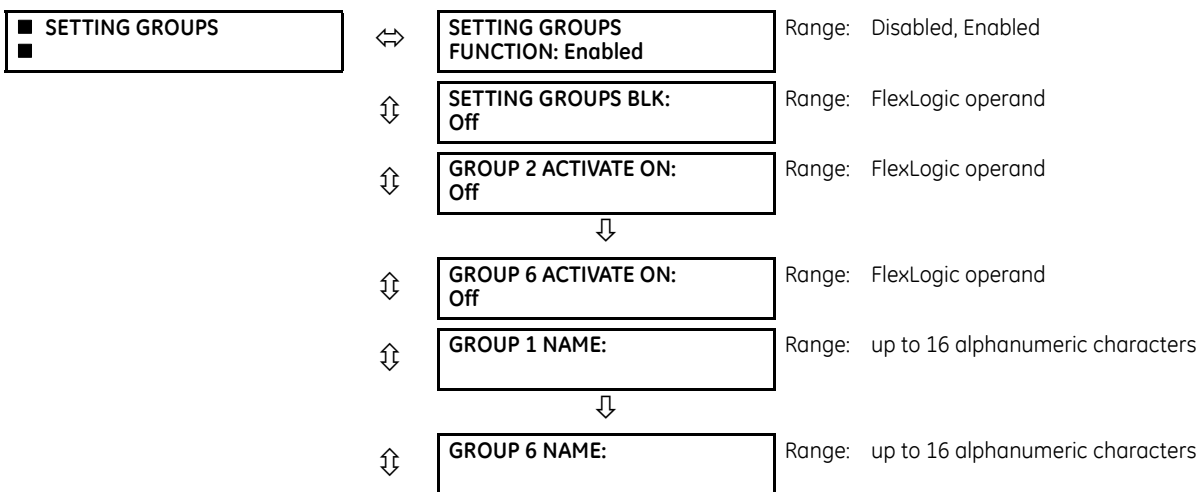 ■ SETTING GROUPS
■
SETTING GROUPS
FUNCTION: Enabled
Range: Disabled, Enabled
SETTING GROUPS BLK:
Off
Range: FlexLogic operand
GROUP 2 ACTIVATE ON:
Off
Range: FlexLogic operand
GROUP 6 ACTIVATE ON:
Off
Range: FlexLogic operand
GROUP 1 NAME:
Range: up to 16 alphanumeric characters
GROUP 6 NAME:
Range: up to 16 alphanumeric characters